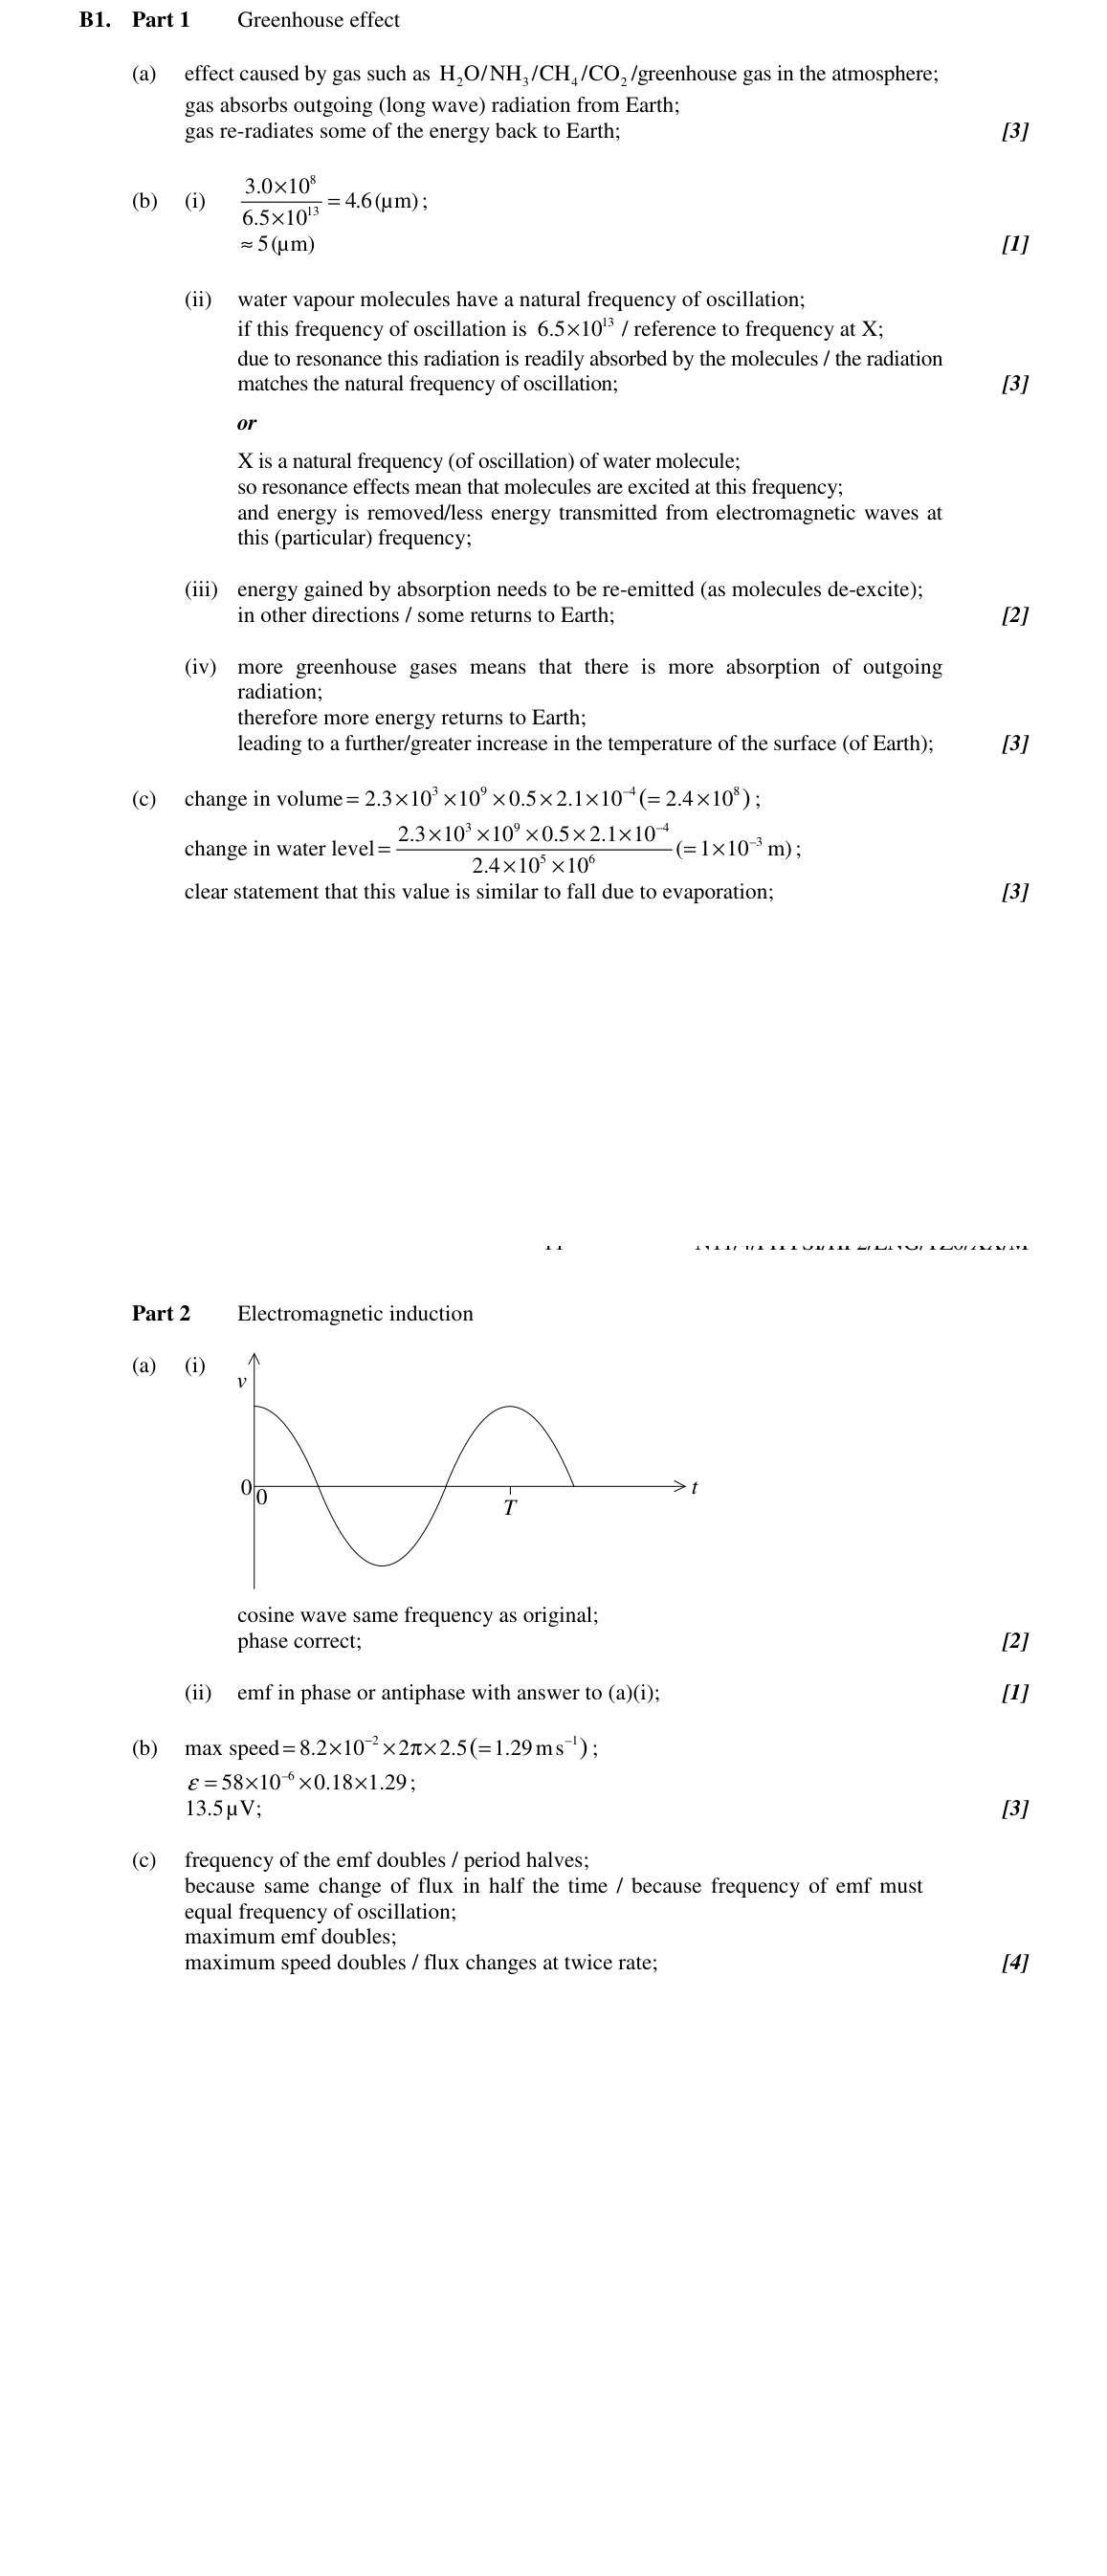 B1. Part 1 Greenhouse effect
(a) effect caused by gas such as H₂O/NH₃/CH₄/CO₂/greenhouse gas in the atmosphere;
gas absorbs outgoing (long wave) radiation from Earth;
gas re-radiates some of the energy back to Earth; [3]
(b) (i) 3.0×10⁸ / 6.5×10¹³ = 4.6 (µm) ;
≈ 5 (µm) [1]
(ii) water vapour molecules have a natural frequency of oscillation;
if this frequency of oscillation is 6.5×10¹³ / reference to frequency at X;
due to resonance this radiation is readily absorbed by the molecules / the radiation
matches the natural frequency of oscillation; [3]
or
X is a natural frequency (of oscillation) of water molecule;
so resonance effects mean that molecules are excited at this frequency;
and energy is removed/less energy transmitted from electromagnetic waves at
this (particular) frequency;
(iii) energy gained by absorption needs to be re-emitted (as molecules de-excite);
in other directions / some returns to Earth; [2]
(iv) more greenhouse gases means that there is more absorption of outgoing
radiation;
therefore more energy returns to Earth;
leading to a further/greater increase in the temperature of the surface (of Earth); [3]
(c) change in volume = 2.3×10³ ×10⁹ ×0.5×2.1×10⁻⁴ (= 2.4×10⁸) ;
change in water level = 2.3×10³ ×10⁹ ×0.5×2.1×10⁻⁴ / 2.4×10⁵ ×10⁶ (= 1×10⁻³ m) ;
clear statement that this value is similar to fall due to evaporation; [3]
Part 2 Electromagnetic induction
(a) (i)
v
0
0
T
t
cosine wave same frequency as original;
phase correct; [2]
(ii) emf in phase or antiphase with answer to (a)(i); [1]
(b) max speed = 8.2×10⁻² ×2π×2.5 (= 1.29 m s⁻¹) ;
ε = 58×10⁻⁶ ×0.18×1.29 ;
13.5 µV; [3]
(c) frequency of the emf doubles / period halves;
because same change of flux in half the time / because frequency of emf must
equal frequency of oscillation;
maximum emf doubles;
maximum speed doubles / flux changes at twice rate; [4]